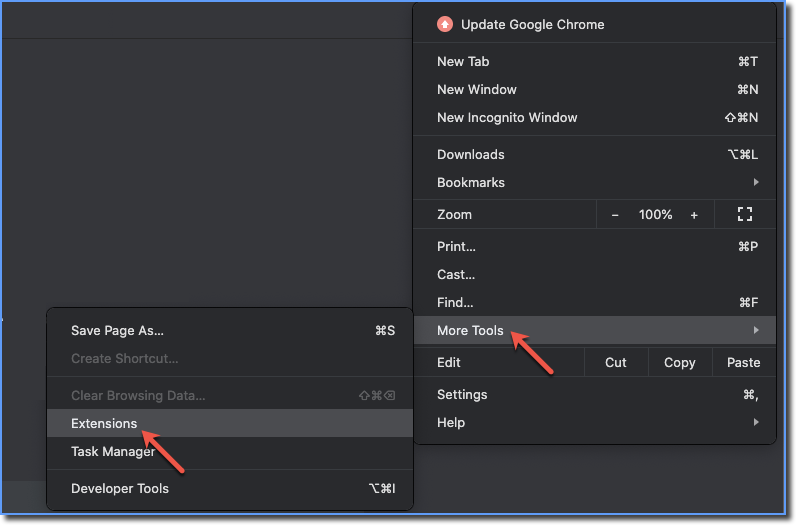 Update Google Chrome
New Tab ⌘T
New Window ⌘N
New Incognito Window ⇧⌘N
Downloads ⌥⌘L
Bookmarks
Zoom − 100% +
Print... ⌘P
Cast...
Find... ⌘F
More Tools
Edit Cut Copy Paste
Settings ⌘,
Help
Save Page As... ⌘S
Create Shortcut...
Clear Browsing Data... ⇧⌘⌫
Extensions
Task Manager
Developer Tools ⌥⌘I